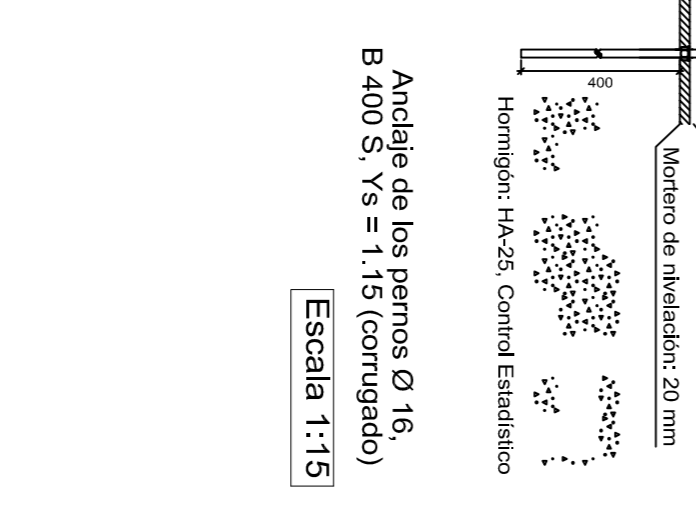 400
Mortero de nivelación: 20 mm
Hormigón: HA-25, Control Estadístico
Anclaje de los pernos Ø 16,
B 400 S, Ys = 1.15 (corrugado)
Escala 1:15